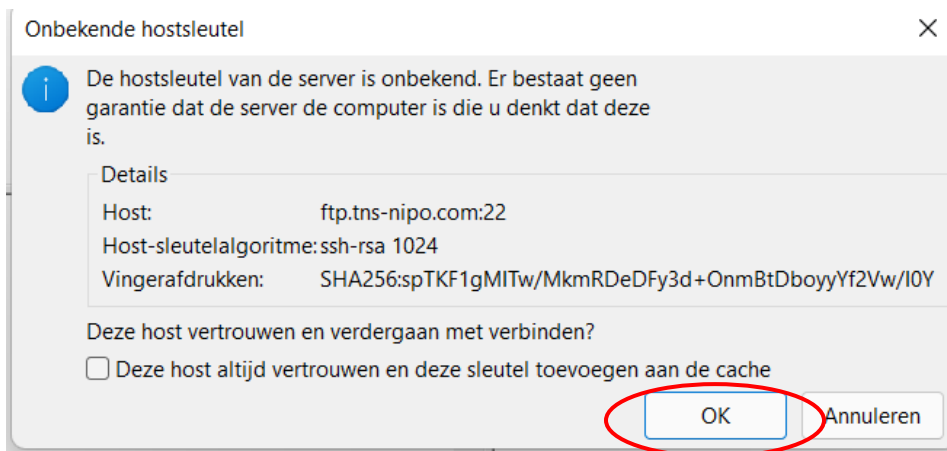 Onbekende hostsleutel
De hostsleutel van de server is onbekend. Er bestaat geen
garantie dat de server de computer is die u denkt dat deze
is.
Details
Host: ftp.tns-nipo.com:22
Host-sleutelalgoritme: ssh-rsa 1024
Vingerafdrukken: SHA256:spTKF1gMITw/MkmRDeDFy3d+OnmBtDboyyYf2Vw/I0Y
Deze host vertrouwen en verdergaan met verbinden?
Deze host altijd vertrouwen en deze sleutel toevoegen aan de cache
OK Annuleren